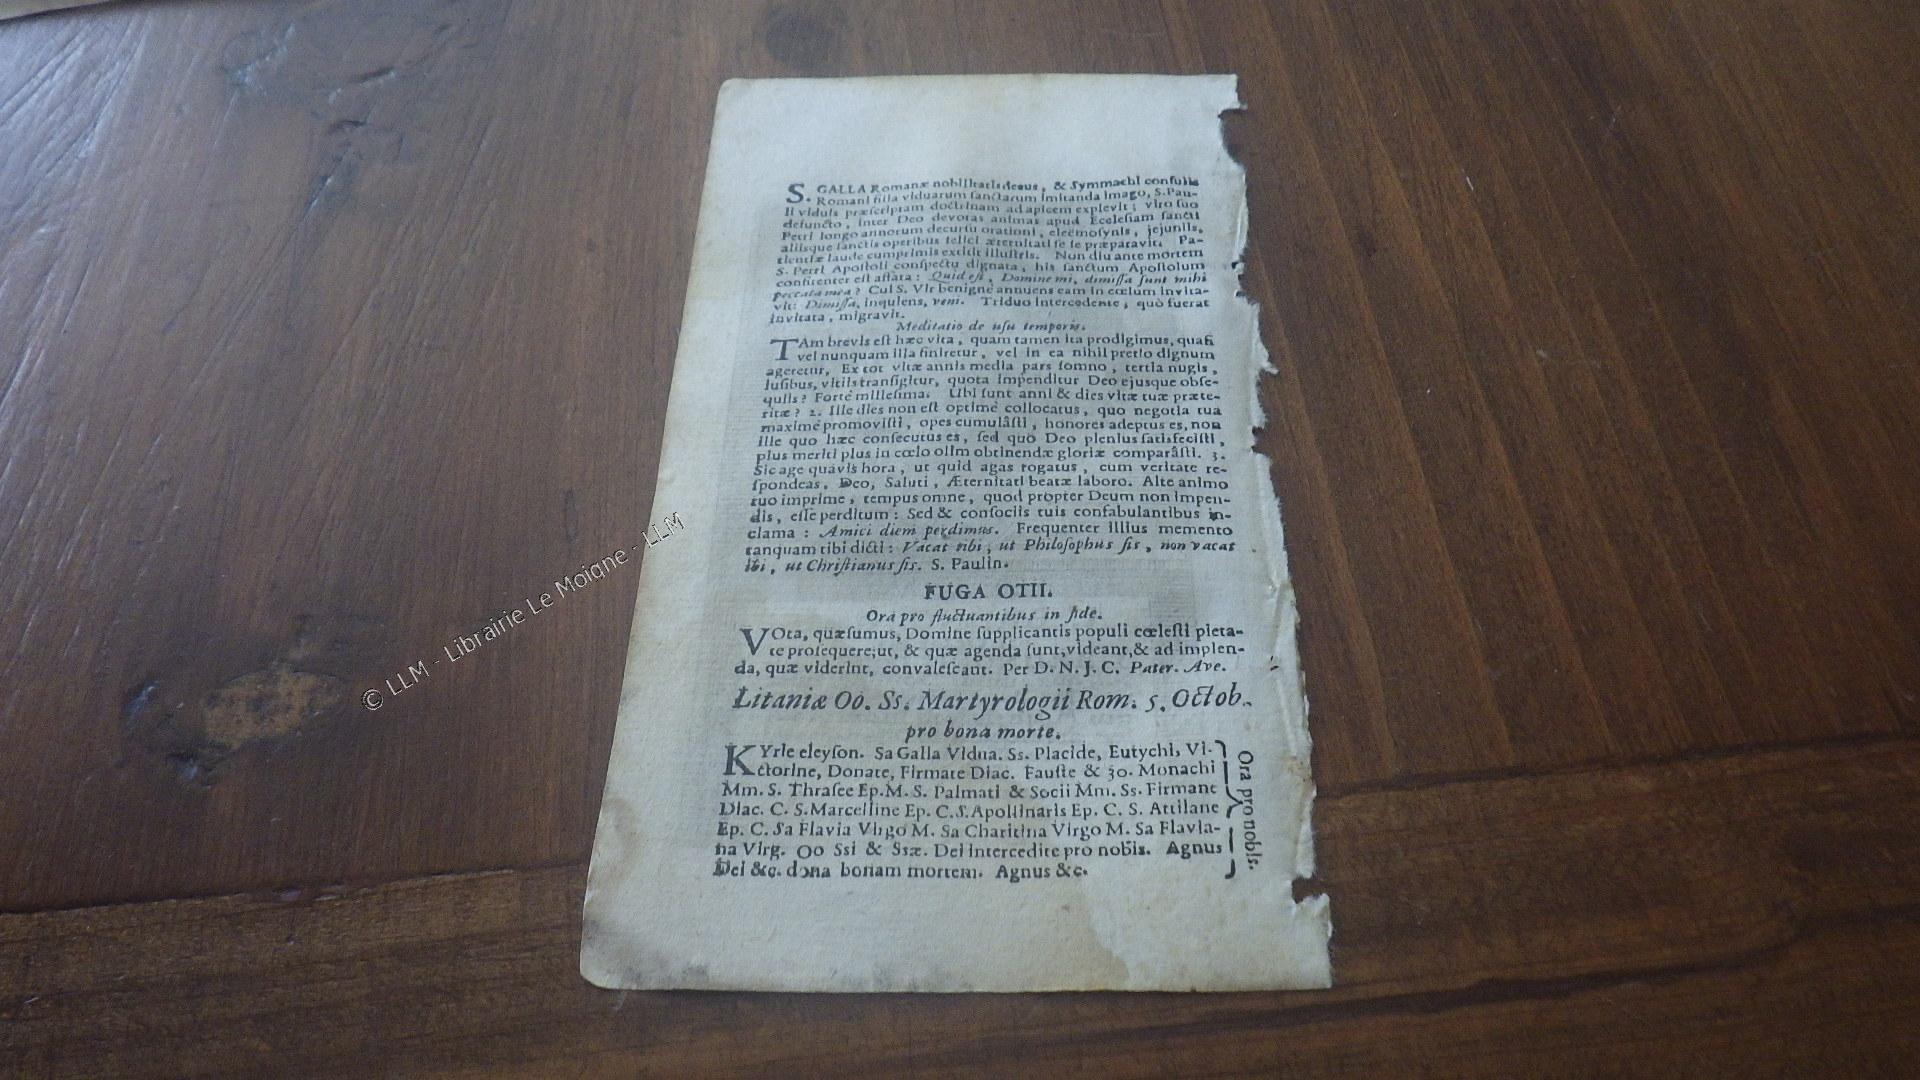 S. GALLA Romanæ nobilitatis decus, & Symmachi consulis
Romani filia viduarum sanctarum imitanda imago, S. Pau-
li viduis præscriptam doctrinam ad apicem explevit; viro suo
defuncto, inter Deo devotas animas apud Ecclesiam sancti
Petri longo annorum decursu orationi, eleëmosynis, jejuniis,
aliisque sanctis operibus felici æternitati se se præparavit. Pa-
tientiæ laude cumprimis extitit illustris. Non diu ante mortem
S. Petri Apostoli conspectu dignata, his sanctum Apostolum
confitenter est affata: Quid est, Domine mi, dimissa sunt mihi
peccata mea? Cui S. Vir benignè annuens eam in cœlum invita-
vit: Dimissa, inquiens, veni. Triduo intercedente, quò fuerat
invitata, migravit.
Meditatio de usu temporis.
TAm brevis est hæc vita, quam tamen ita prodigimus, quasi
vel nunquam illa finiretur, vel in ea nihil pretio dignum
ageretur, Ex tot vitæ annis media pars somno, tertia nugis,
lusibus, vitiis transigitur, quota impenditur Deo ejusque obse-
quiis? Fortè millesima. Ubi sunt anni & dies vitæ tuæ præte-
ritæ? 2. Ille dies non est optimè collocatus, quo negotia tua
maximè promovisti, opes cumulâsti, honores adeptus es, non
ille quo hæc consecutus es, sed quò Deo plenius satisfecisti,
plus meriti plus in cœlo olim obtinendæ gloriæ comparâsti. 3.
Sic age quâvis hora, ut quid agas rogatus, cum veritate re-
spondeas, Deo, Saluti, Æternitati beatæ laboro. Altè animo
tuo imprime, tempus omne, quod propter Deum non impen-
dis, esse perditum: Sed & consociis tuis confabulantibus in-
clama: Amici diem perdimus. Frequenter illius memento
tanquam tibi dicti: Vacat tibi, ut Philosophus sis, non vacat
tibi, ut Christianus sis. S. Paulin.
FUGA OTII.
Ora pro fluctuantibus in fide.
VOta, quæsumus, Domine supplicantis populi cœlesti pieta-
te prosequere; ut, & quæ agenda sunt, videant, & ad implen-
da, quæ viderint, convalescant. Per D. N. J. C. Pater. Ave.
Litaniæ Oo. Ss. Martyrologii Rom. 5. Octob.
pro bona morte.
KYrie eleyson. Sa Galla Vidua. Ss. Placide, Eutychi, Vi-
ctorine, Donate, Firmate Diac. Fauste & 30. Monachi
Mm. S. Thrasee Ep. M. S. Palmati & Socii Mm. Ss. Firmane
Diac. C. S. Marcelline Ep. C. S. Apollinaris Ep. C. S. Attilane
Ep. C. Sa Flavia Virgo M. Sa Charitina Virgo M. Sa Flavia-
na Virg. Oo Ssi & Ssæ. Dei intercedite pro nobis. Agnus
Dei &c. dona bonam mortem. Agnus &c.
Ora pro nobis.
© LLM - Librairie Le Moigne - LLM